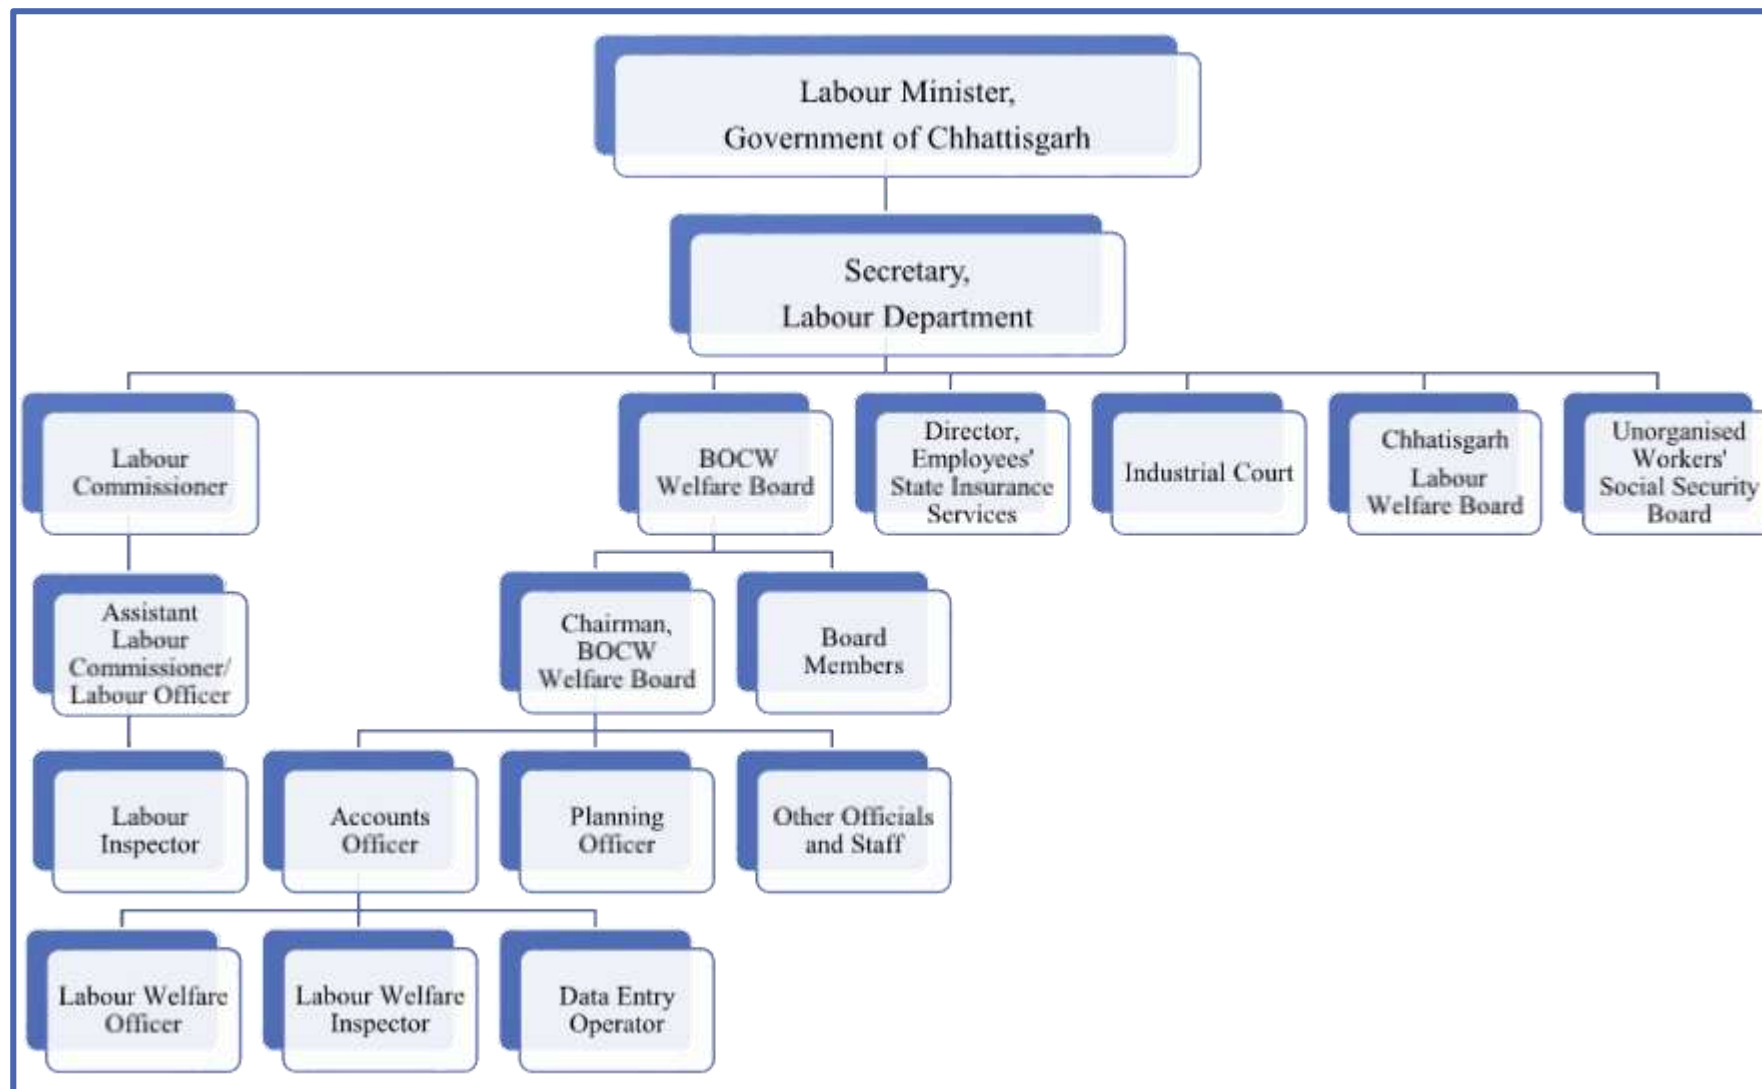 Labour Minister,
Government of Chhattisgarh
Secretary,
Labour Department
Labour
Commissioner
BOCW
Welfare Board
Director,
Employees'
State Insurance
Services
Industrial Court
Chhatisgarh
Labour
Welfare Board
Unorganised
Workers'
Social Security
Board
Assistant
Labour
Commissioner/
Labour Officer
Chairman,
BOCW
Welfare Board
Board
Members
Labour
Inspector
Accounts
Officer
Planning
Officer
Other Officials
and Staff
Labour Welfare
Officer
Labour Welfare
Inspector
Data Entry
Operator